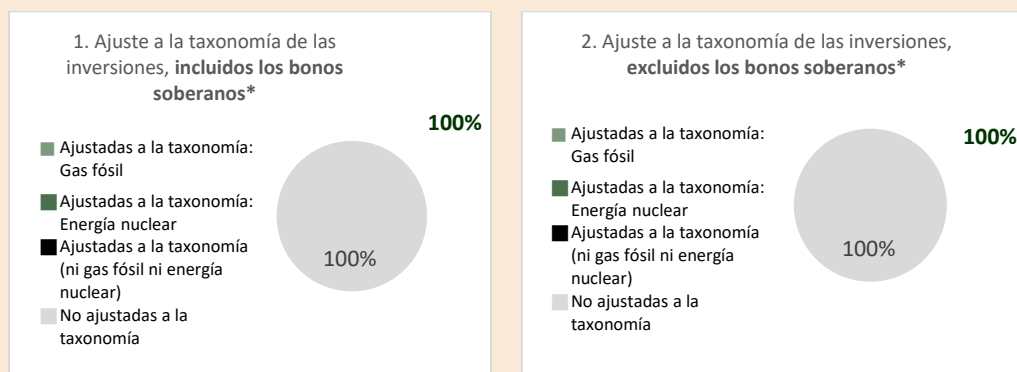 1. Ajuste a la taxonomía de las
inversiones, incluidos los bonos
soberanos*
100%
Ajustadas a la taxonomía:
Gas fósil
Ajustadas a la taxonomía:
Energía nuclear
Ajustadas a la taxonomía
(ni gas fósil ni energía
nuclear)
No ajustadas a la
taxonomía
100%
2. Ajuste a la taxonomía de las inversiones,
excluidos los bonos soberanos*
100%
Ajustadas a la taxonomía:
Gas fósil
Ajustadas a la taxonomía:
Energía nuclear
Ajustadas a la taxonomía
(ni gas fósil ni energía
nuclear)
No ajustadas a la
taxonomía
100%